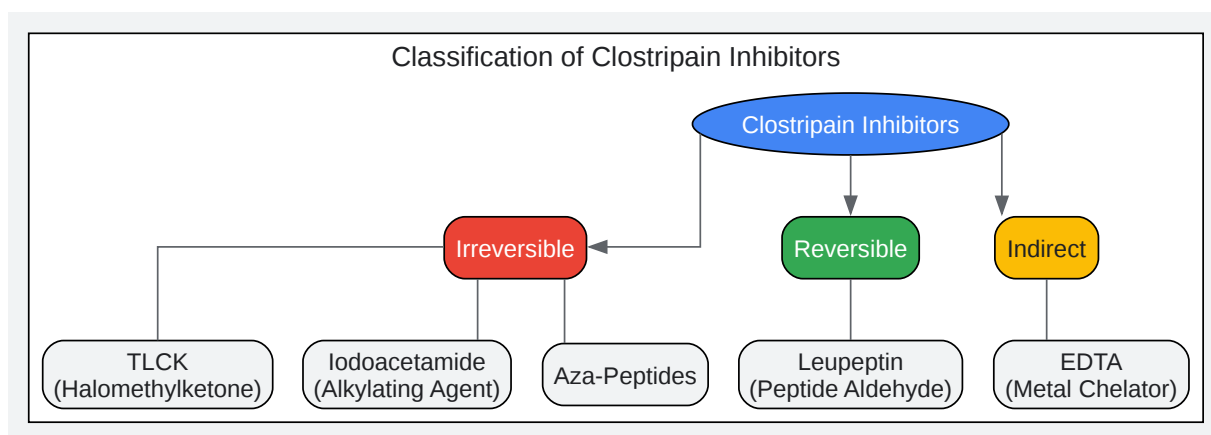 Classification of Clostripain Inhibitors
Clostripain Inhibitors
Irreversible
Reversible
Indirect
TLCK
(Halomethylketone)
Iodoacetamide
(Alkylating Agent)
Aza-Peptides
Leupeptin
(Peptide Aldehyde)
EDTA
(Metal Chelator)